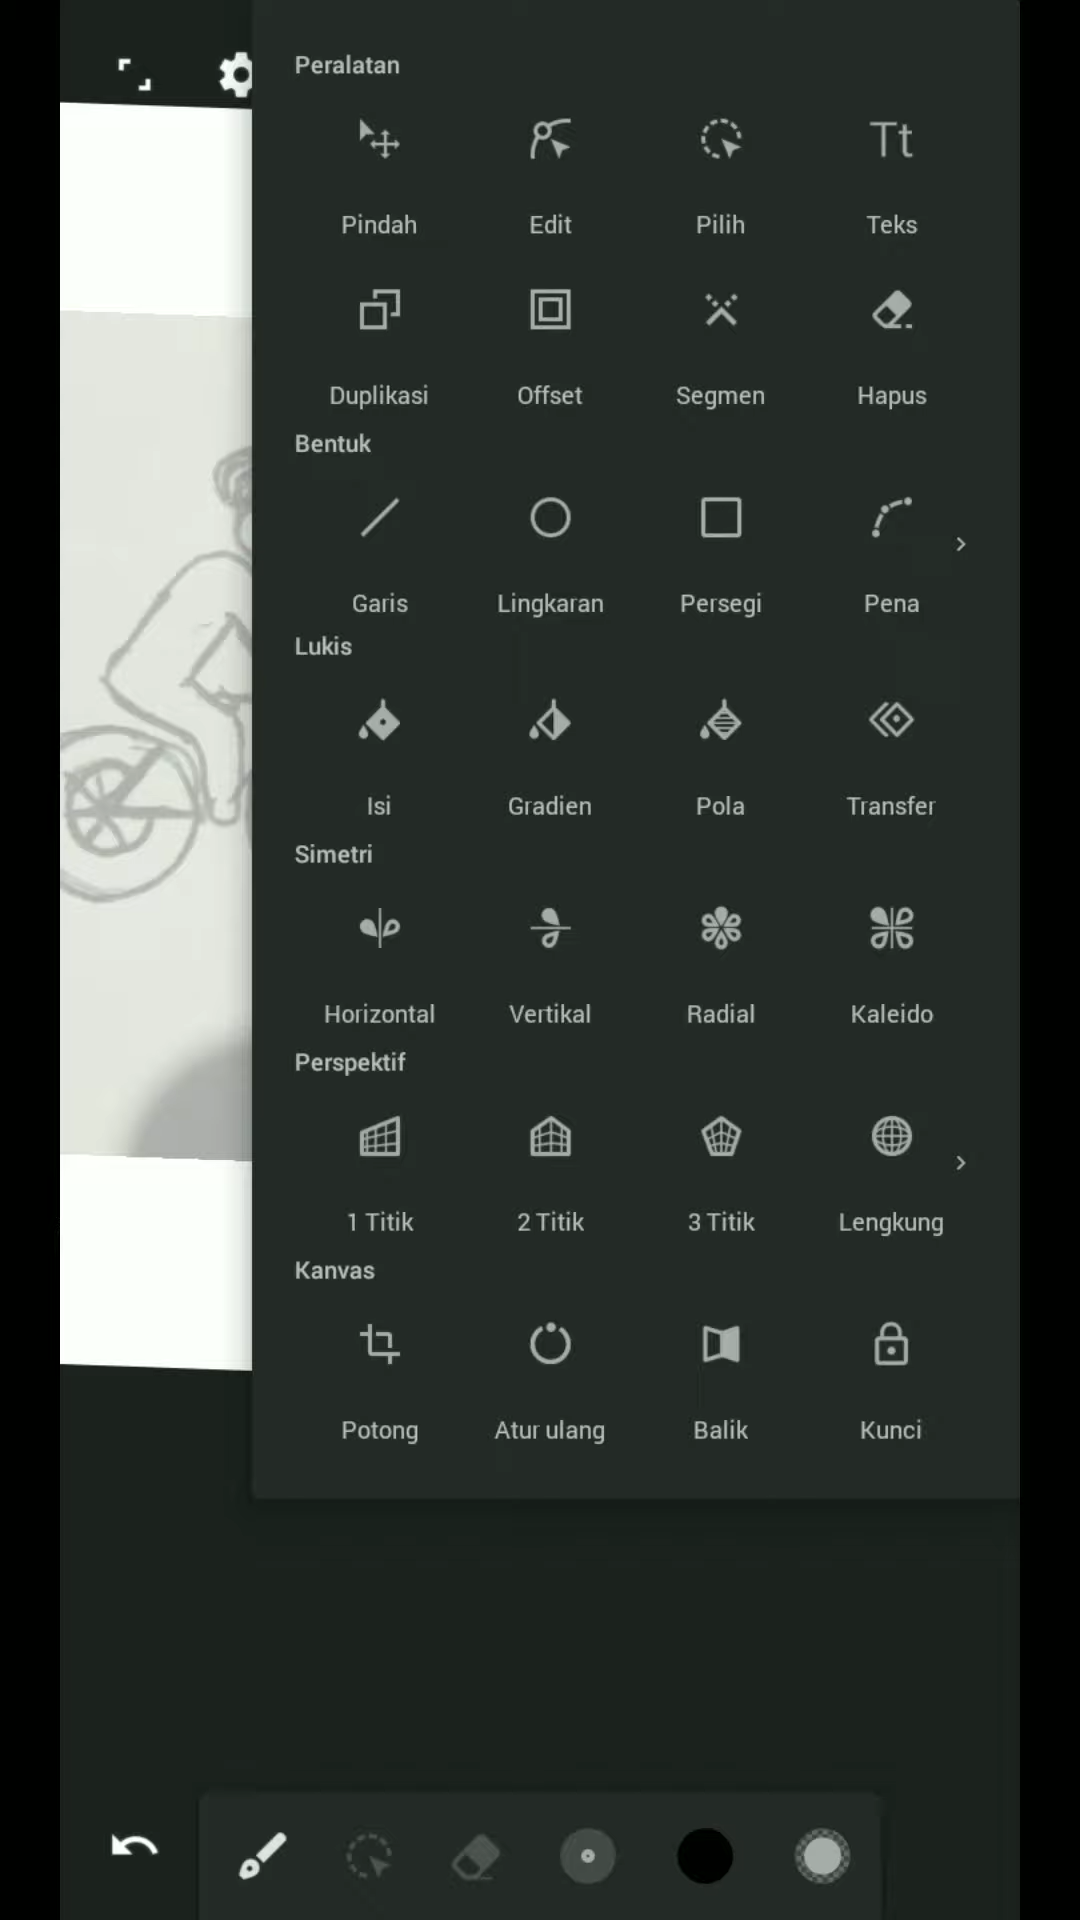 Peralatan
Pindah Edit Pilih Teks
Duplikasi Offset Segmen Hapus
Bentuk
Garis Lingkaran Persegi Pena
Lukis
Isi Gradien Pola Transfer
Simetri
Horizontal Vertikal Radial Kaleido
Perspektif
1 Titik 2 Titik 3 Titik Lengkung
Kanvas
Potong Atur ulang Balik Kunci